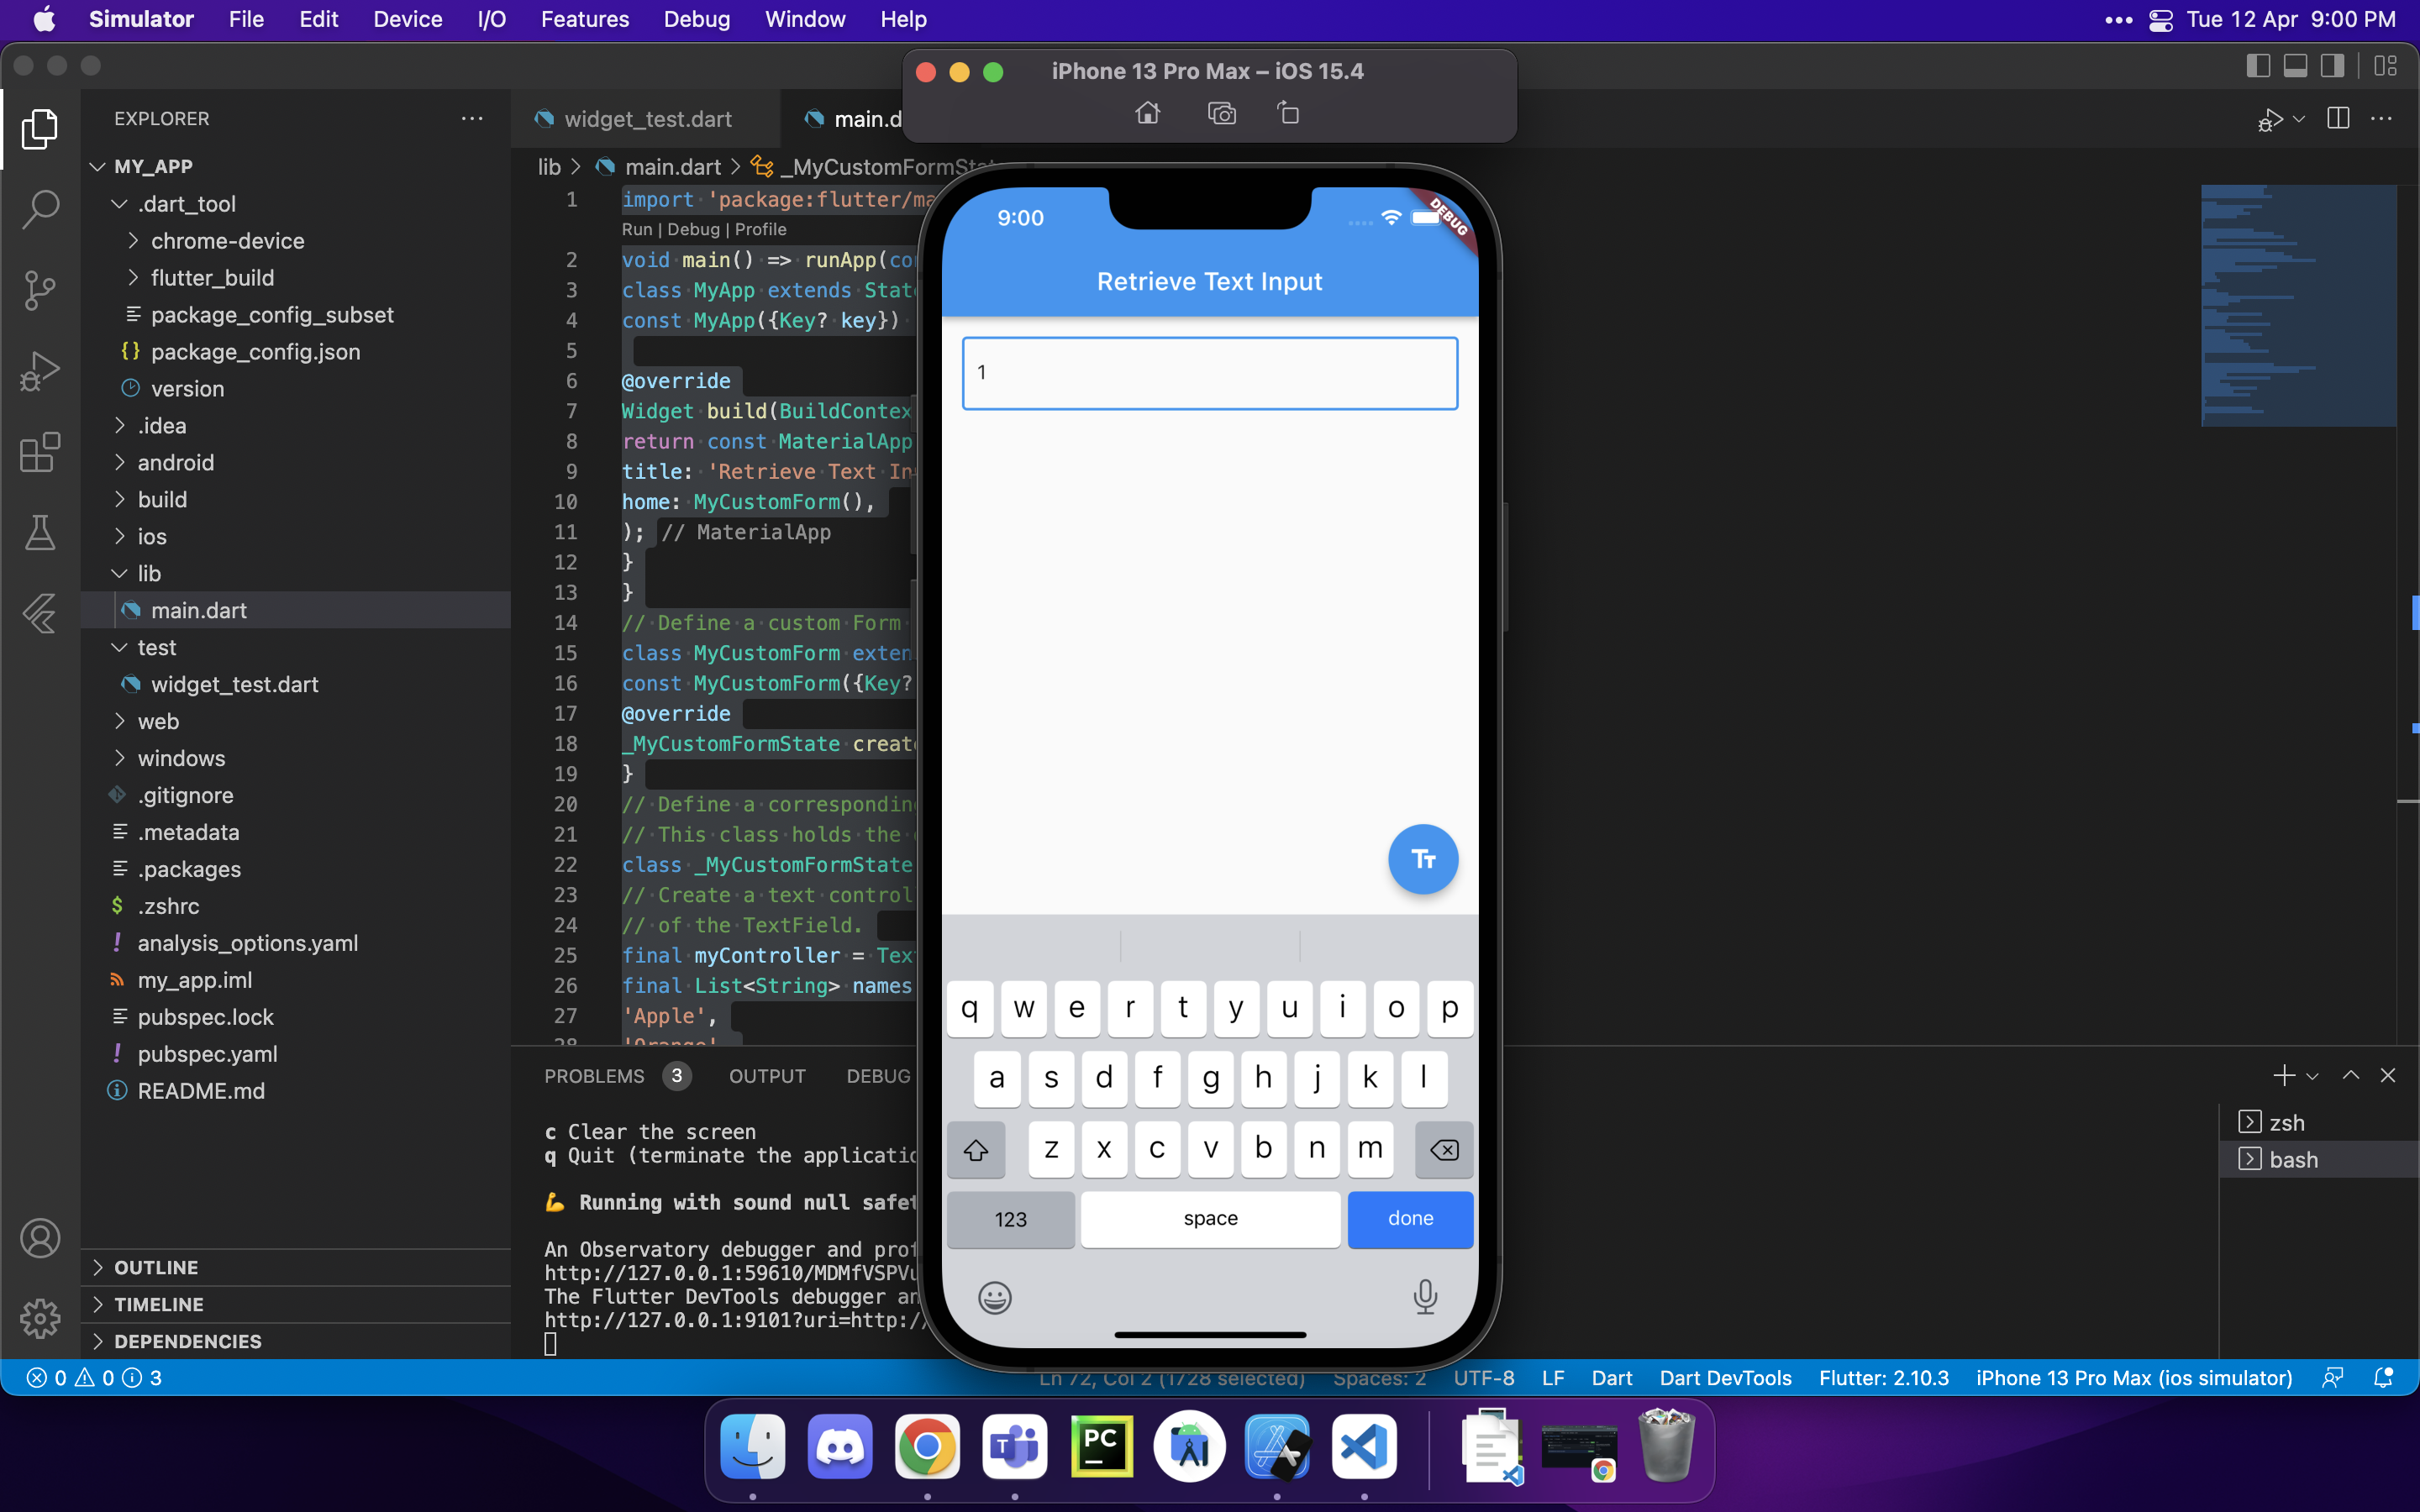 Simulator File Edit Device I/O Features Debug Window Help
Tue 12 Apr 9:00 PM
iPhone 13 Pro Max – iOS 15.4
EXPLORER
MY_APP
.dart_tool
chrome-device
flutter_build
package_config_subset
package_config.json
version
.idea
android
build
ios
lib
main.dart
test
widget_test.dart
web
windows
.gitignore
.metadata
.packages
.zshrc
analysis_options.yaml
my_app.iml
pubspec.lock
pubspec.yaml
README.md
OUTLINE
TIMELINE
DEPENDENCIES
widget_test.dart
main.d
lib > main.dart > _MyCustomFormStat
1 import 'package:flutter/ma
Run | Debug | Profile
2 void main() => runApp(co
3 class MyApp extends Stat
4 const MyApp({Key? key})
5
6 @override
7 Widget build(BuildContex
8 return const MaterialApp
9 title: 'Retrieve Text In
10 home: MyCustomForm(),
11 ); // MaterialApp
12 }
13 }
14 // Define a custom Form
15 class MyCustomForm exten
16 const MyCustomForm({Key?
17 @override
18 _MyCustomFormState creat
19 }
20 // Define a correspondin
21 // This class holds the
22 class _MyCustomFormState
23 // Create a text control
24 // of the TextField.
25 final myController = Tex
26 final List<String> names
27 'Apple',
28 'Orange'
9:00
DEBUG
Retrieve Text Input
1
Tт
q w e r t y u i o p
a s d f g h j k l
z x c v b n m
123 space done
PROBLEMS 3 OUTPUT DEBUG
c Clear the screen
q Quit (terminate the applicatio
Running with sound null safet
An Observatory debugger and prof
http://127.0.0.1:59610/MDMfVSPVu
The Flutter DevTools debugger an
http://127.0.0.1:9101?uri=http:/
zsh
bash
0 0 3
Ln 72, Col 2 (1728 selected) Spaces: 2 UTF-8 LF Dart Dart DevTools Flutter: 2.10.3 iPhone 13 Pro Max (ios simulator)
T
PC